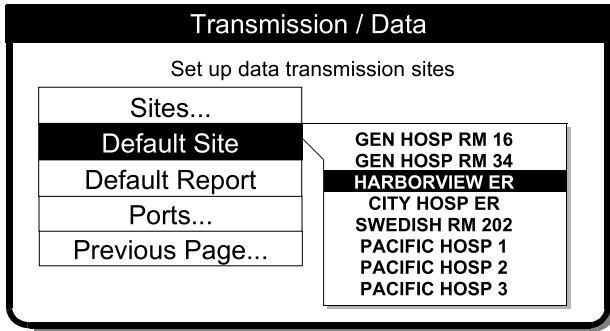 Transmission / Data
Set up data transmission sites
Sites...
Default Site
Default Report
Ports...
Previous Page...
GEN HOSP RM 16
GEN HOSP RM 34
HARBORVIEW ER
CITY HOSP ER
SWEDISH RM 202
PACIFIC HOSP 1
PACIFIC HOSP 2
PACIFIC HOSP 3